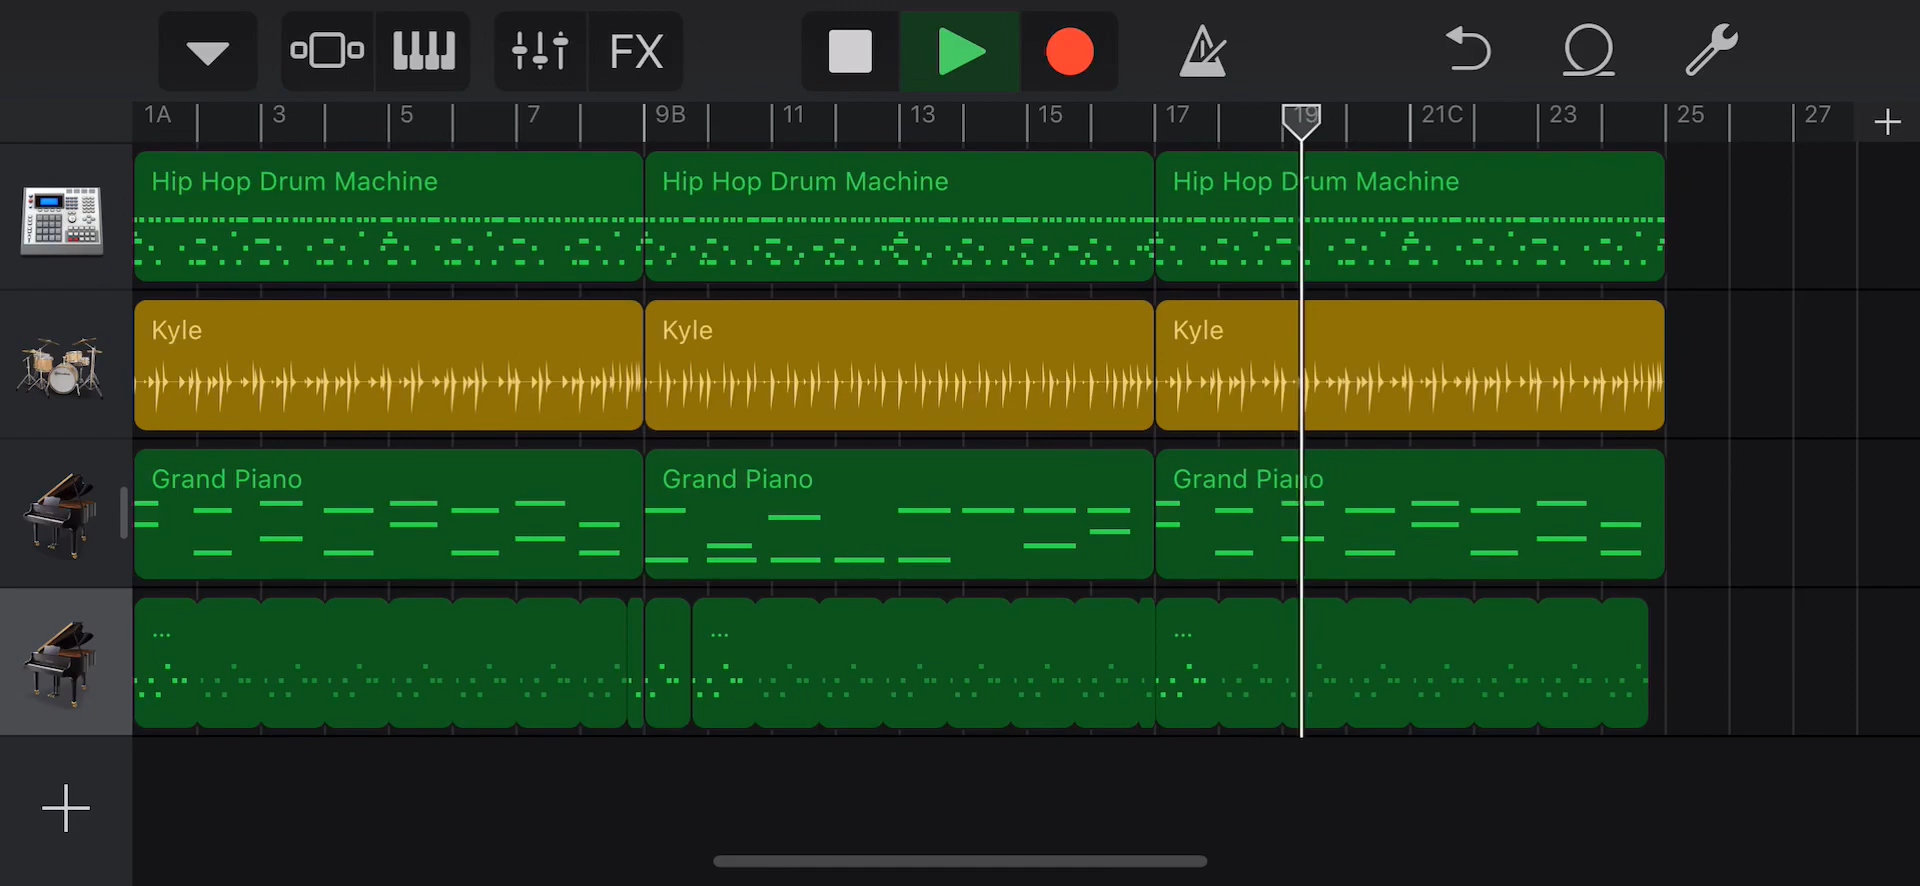 FX
1A 3 5 7 9B 11 13 15 17 19 21C 23 25 27
Hip Hop Drum Machine Hip Hop Drum Machine Hip Hop Drum Machine
Kyle Kyle Kyle
Grand Piano Grand Piano Grand Piano
... ... ...